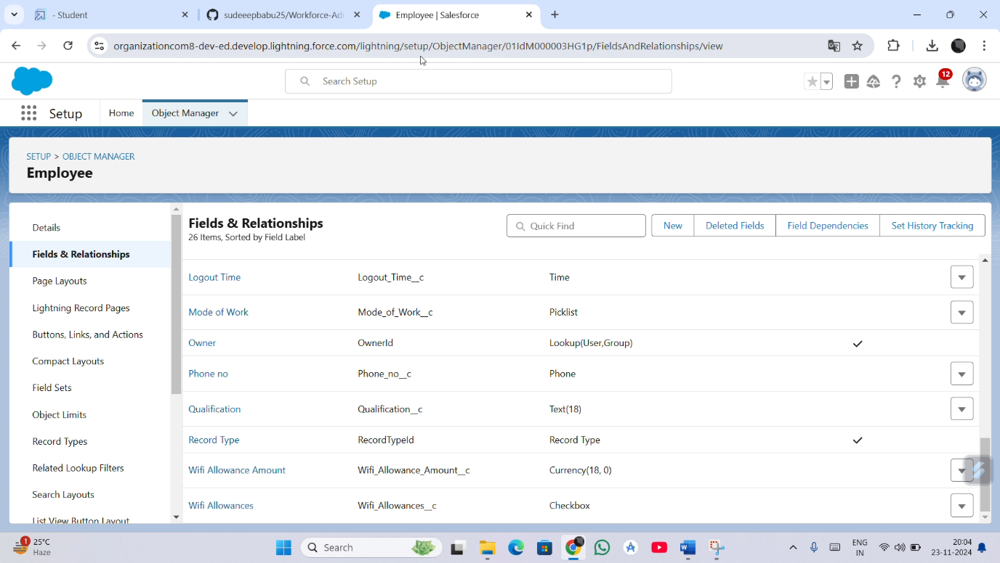 - Student
sudeeepbabu25/Workforce-Ad
Employee | Salesforce
organizationcom8-dev-ed.develop.lightning.force.com/lightning/setup/ObjectManager/01IdM000003HG1p/FieldsAndRelationships/view
Search Setup
12
Setup
Home
Object Manager
SETUP > OBJECT MANAGER
Employee
Details
Fields & Relationships
Page Layouts
Lightning Record Pages
Buttons, Links, and Actions
Compact Layouts
Field Sets
Object Limits
Record Types
Related Lookup Filters
Search Layouts
List View Button Layout
Fields & Relationships
26 Items, Sorted by Field Label
Quick Find
New
Deleted Fields
Field Dependencies
Set History Tracking
Logout Time Logout_Time__c Time
Mode of Work Mode_of_Work__c Picklist
Owner OwnerId Lookup(User,Group)
Phone no Phone_no__c Phone
Qualification Qualification__c Text(18)
Record Type RecordTypeId Record Type
Wifi Allowance Amount Wifi_Allowance_Amount__c Currency(18, 0)
Wifi Allowances Wifi_Allowances__c Checkbox
1
25°C
Haze
Search
ENG
IN
20:04
23-11-2024